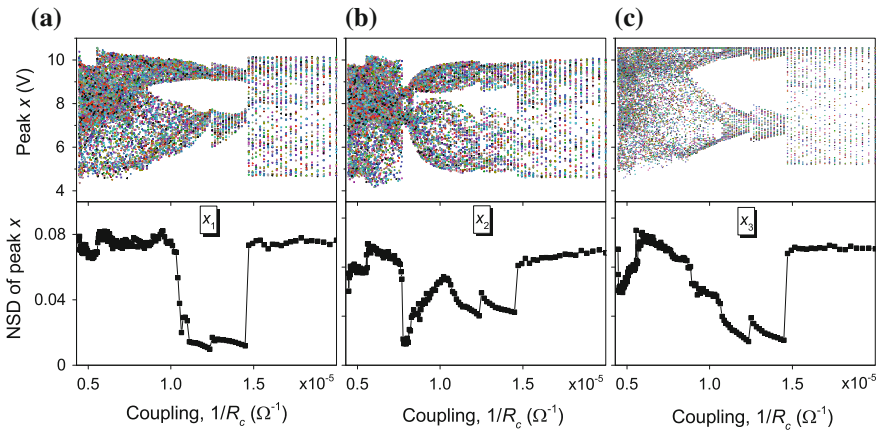 (a) (b) (c)
Peak x (V)
10
8
6
4
NSD of peak x
0.08
0.04
0
x1
x2
x3
0.5 1.0 1.5 x10-5
0.5 1.0 1.5 x10-5
0.5 1.0 1.5 x10-5
Coupling, 1/Rc (Ω-1)
Coupling, 1/Rc (Ω-1)
Coupling, 1/Rc (Ω-1)